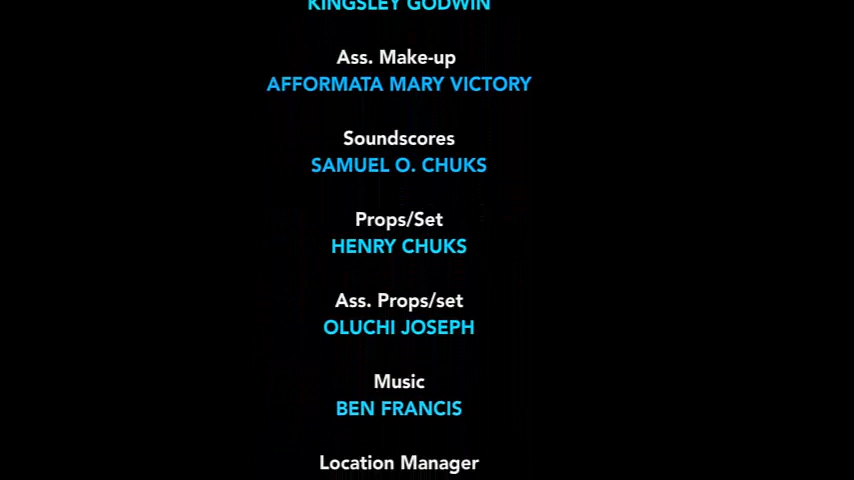 KINGSLEY GODWIN
Ass. Make-up
AFFORMATA MARY VICTORY
Soundscores
SAMUEL O. CHUKS
Props/Set
HENRY CHUKS
Ass. Props/set
OLUCHI JOSEPH
Music
BEN FRANCIS
Location Manager